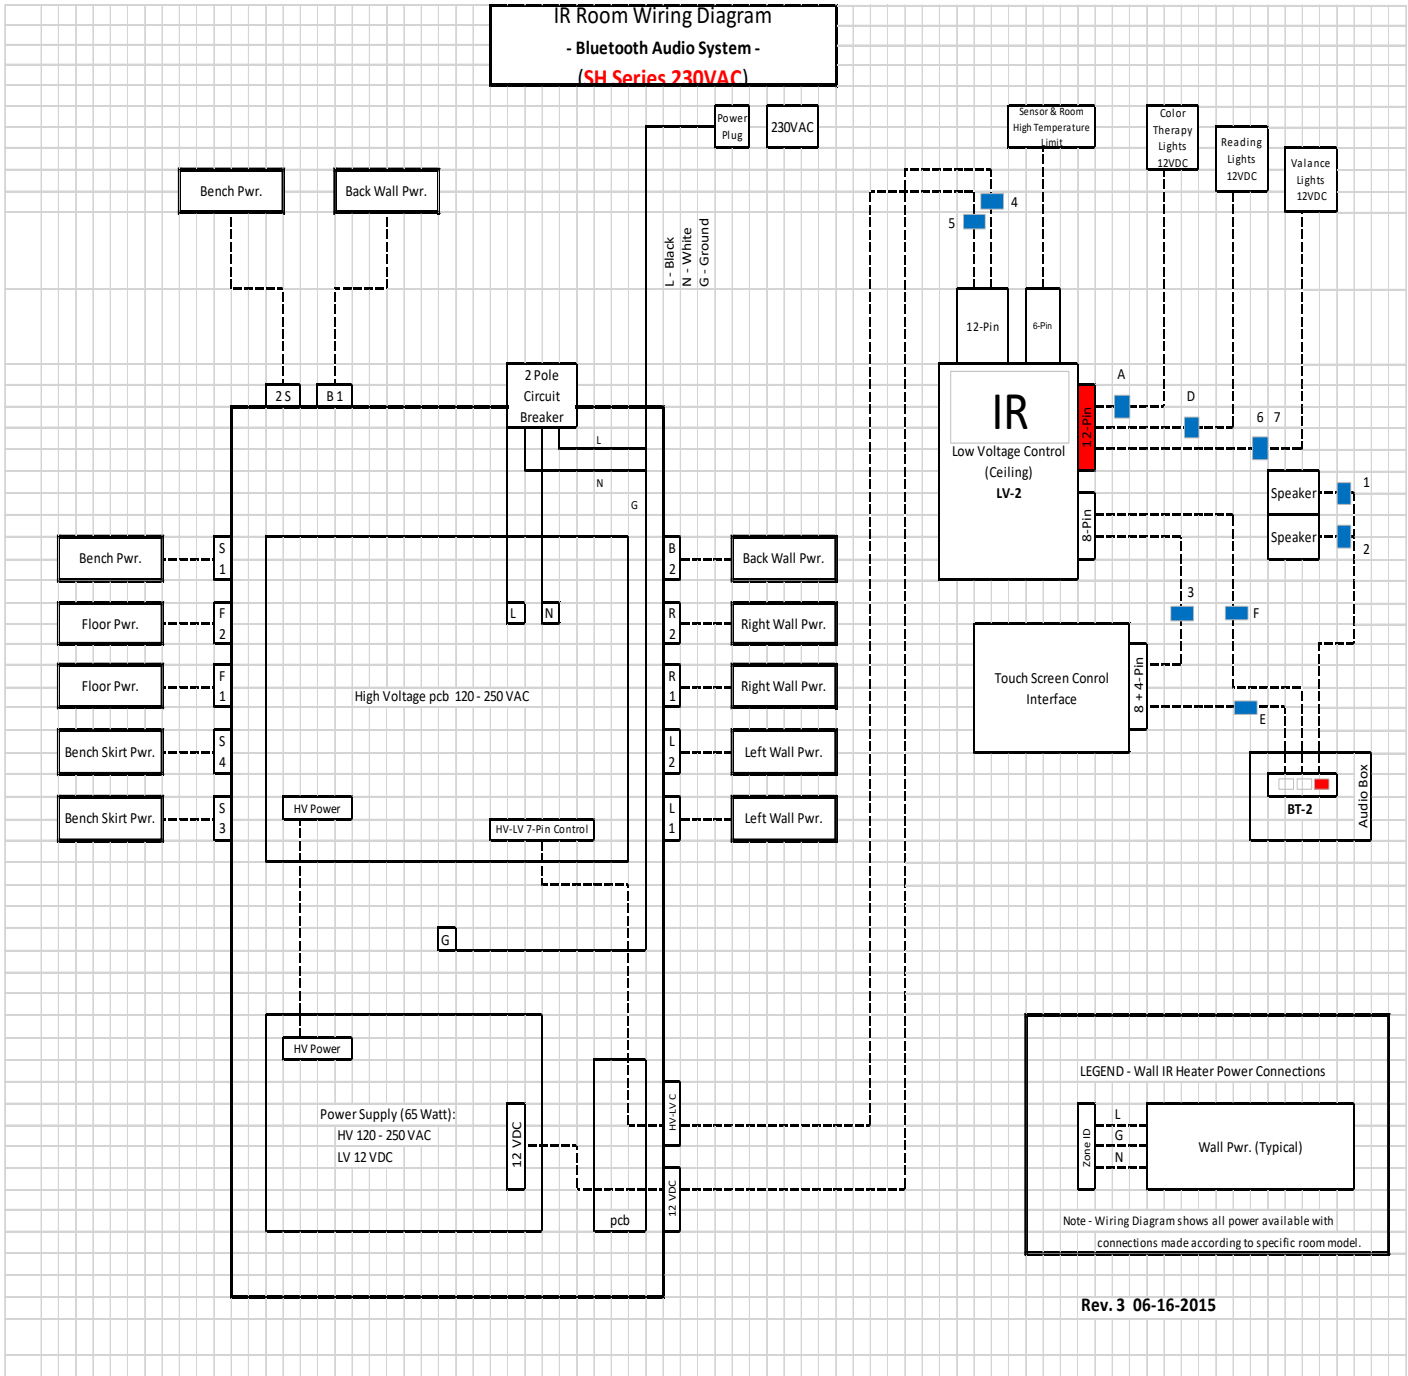 IR Room Wiring Diagram
- Bluetooth Audio System -
(SH Series 230VAC)
Power
Plug
230VAC
Sensor & Room
High Temperature
Limit
Color
Therapy
Lights
12VDC
Reading
Lights
12VDC
Valance
Lights
12VDC
Bench Pwr.
Back Wall Pwr.
4
5
L - Black
N - White
G - Ground
12-Pin
6-Pin
2 S
B 1
2 Pole
Circuit
Breaker
L
N
G
IR
Low Voltage Control
(Ceiling)
LV-2
12-Pin
8-Pin
A
D
6 7
Speaker
1
Speaker
2
3
F
Bench Pwr.
S
1
Floor Pwr.
F
2
Floor Pwr.
F
1
Bench Skirt Pwr.
S
4
Bench Skirt Pwr.
S
3
L
N
High Voltage pcb 120 - 250 VAC
HV Power
HV-LV 7-Pin Control
B
2
Back Wall Pwr.
R
2
Right Wall Pwr.
R
1
Right Wall Pwr.
L
2
Left Wall Pwr.
L
1
Left Wall Pwr.
Touch Screen Conrol
Interface
8 + 4-Pin
E
BT-2
Audio Box
G
HV Power
Power Supply (65 Watt):
HV 120 - 250 VAC
LV 12 VDC
12 VDC
pcb
HV-LV C
12 VDC
LEGEND - Wall IR Heater Power Connections
Zone ID
L
G
N
Wall Pwr. (Typical)
Note - Wiring Diagram shows all power available with
connections made according to specific room model.
Rev. 3 06-16-2015